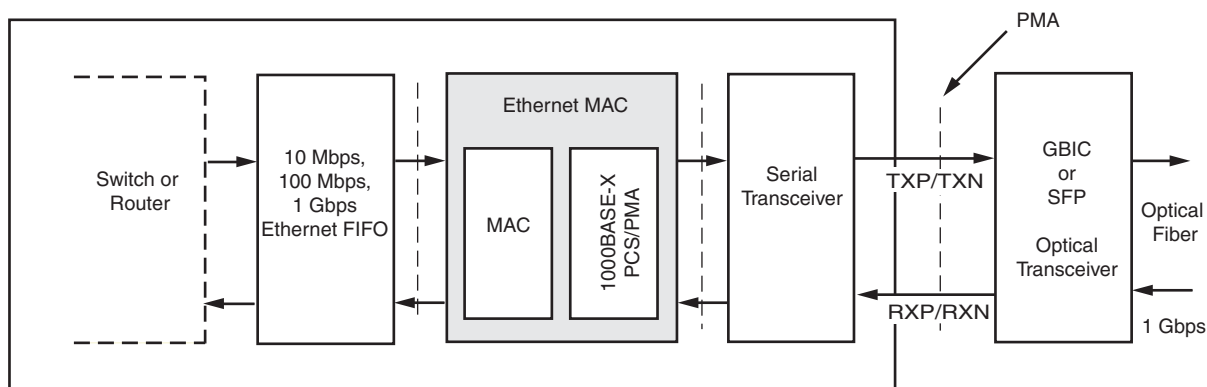 PMA
Ethernet MAC
Switch or
Router
10 Mbps,
100 Mbps,
1 Gbps
Ethernet FIFO
MAC
1000BASE-X
PCS/PMA
Serial
Transceiver
TXP/TXN
RXP/RXN
GBIC
or
SFP
Optical
Transceiver
Optical
Fiber
1 Gbps